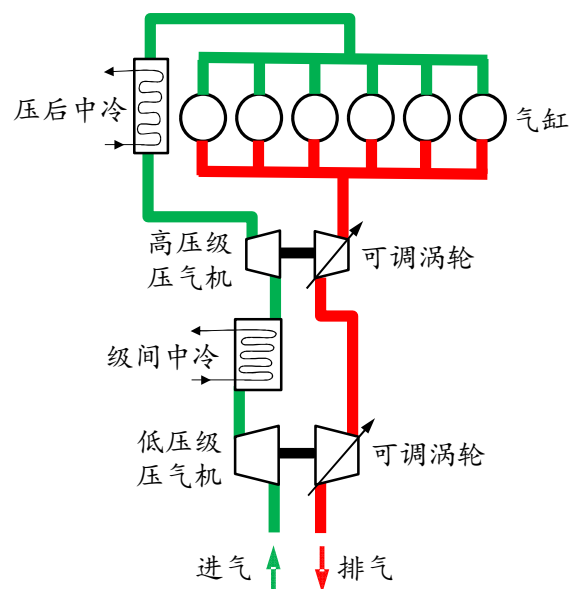 压后中冷
气缸
高压级
压气机
可调涡轮
级间中冷
低压级
压气机
可调涡轮
进气
排气